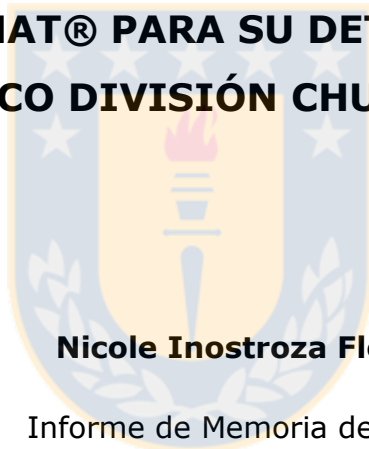 MAT® PARA SU DET
CO DIVISIÓN CHU
Nicole Inostroza Fl
Informe de Memoria de